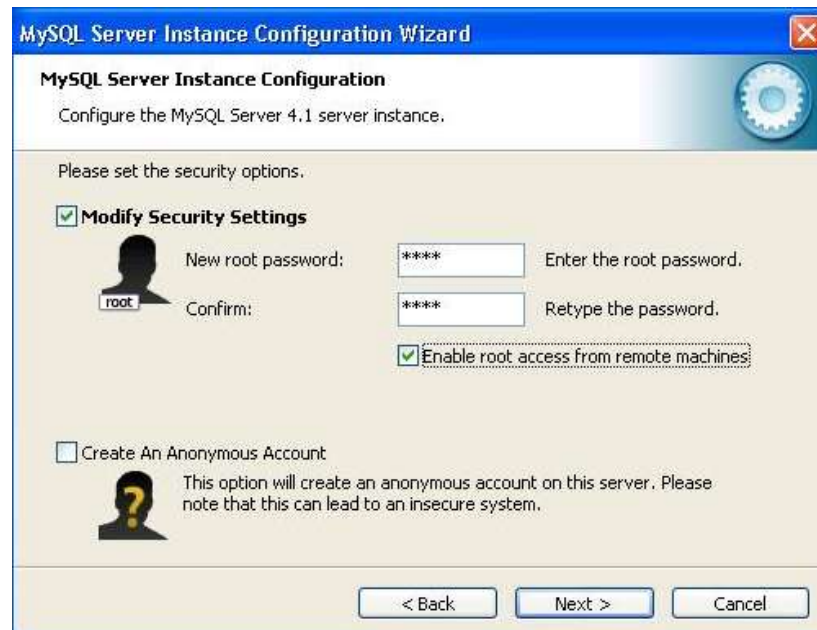 MySQL Server Instance Configuration Wizard
MySQL Server Instance Configuration
Configure the MySQL Server 4.1 server instance.
Please set the security options.
Modify Security Settings
New root password: **** Enter the root password.
root
Confirm: **** Retype the password.
Enable root access from remote machines
Create An Anonymous Account
This option will create an anonymous account on this server. Please
note that this can lead to an insecure system.
< Back Next > Cancel